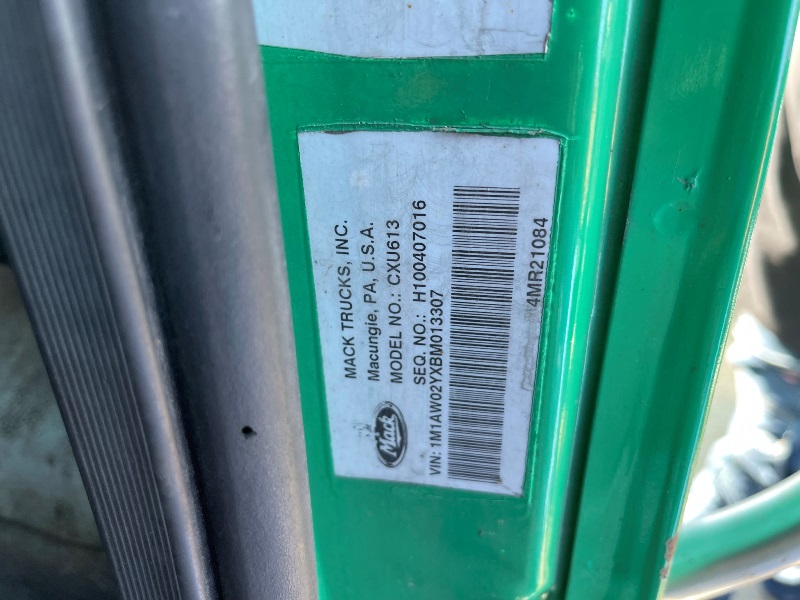 MACK TRUCKS, INC.
Macungie, PA, U.S.A.
MODEL NO.: CXU613
SEQ. NO.: H100407016
Mack
VIN: 1M1AW02YXBM013307
4MR21084